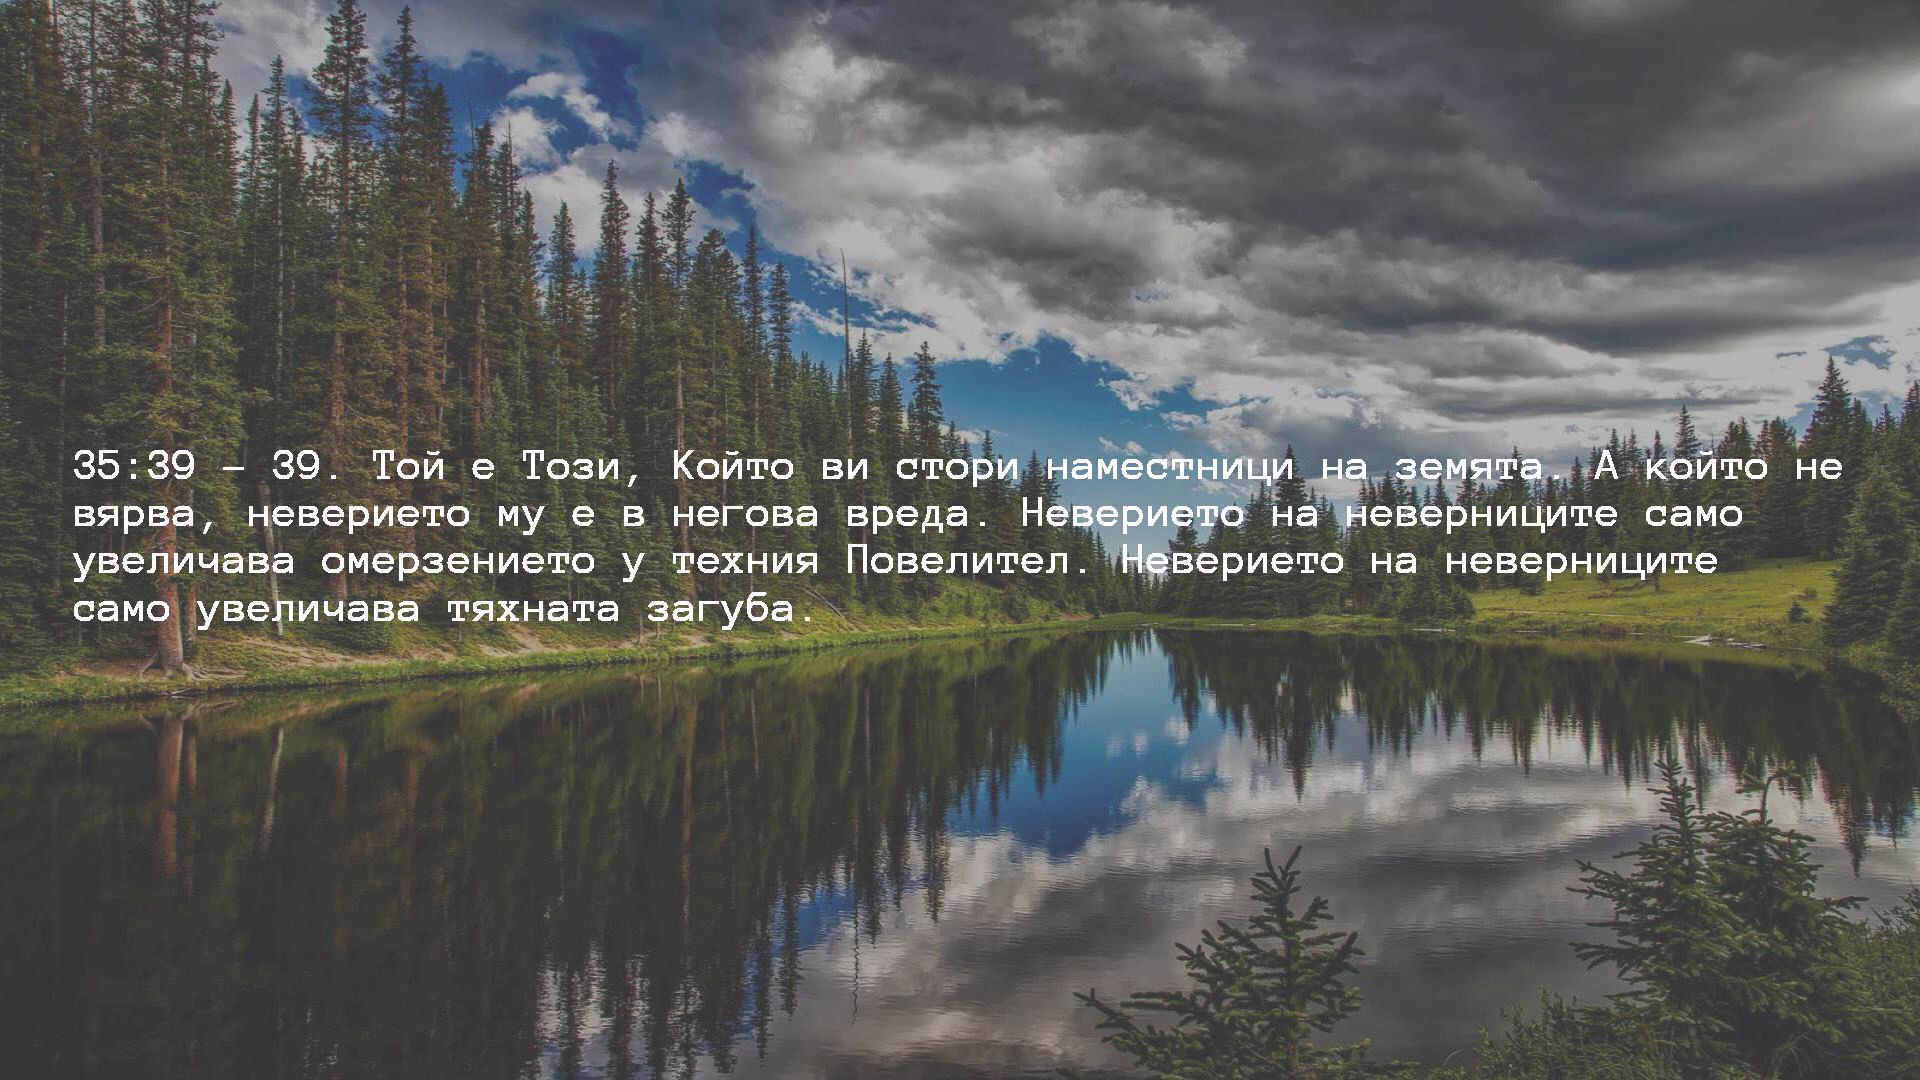 35:39 – 39. Той е Този, Който ви стори наместници на земята. А който не
вярва, неверието му е в негова вреда. Неверието на неверниците само
увеличава омерзението у техния Повелител. Неверието на неверниците
само увеличава тяхната загуба.